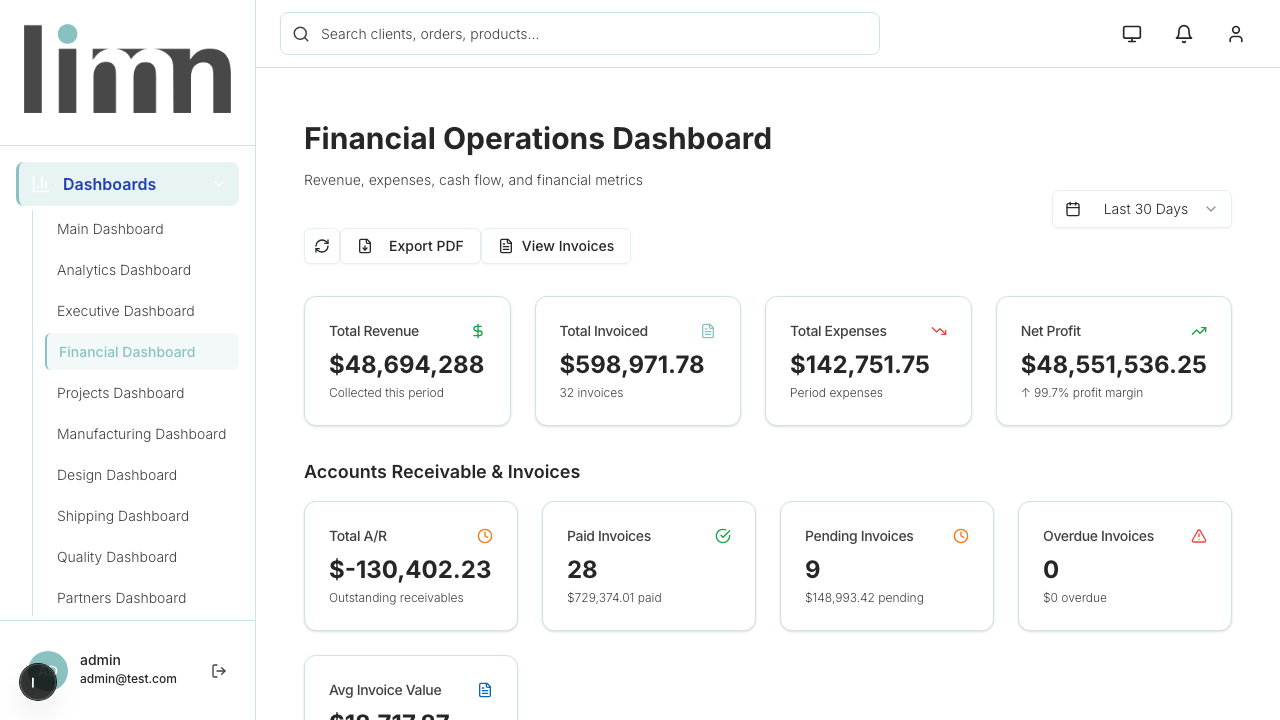 limn
Search clients, orders, products...
Dashboards
Main Dashboard
Analytics Dashboard
Executive Dashboard
Financial Dashboard
Projects Dashboard
Manufacturing Dashboard
Design Dashboard
Shipping Dashboard
Quality Dashboard
Partners Dashboard
admin
admin@test.com
Financial Operations Dashboard
Revenue, expenses, cash flow, and financial metrics
Last 30 Days
Export PDF
View Invoices
Total Revenue
$48,694,288
Collected this period
Total Invoiced
$598,971.78
32 invoices
Total Expenses
$142,751.75
Period expenses
Net Profit
$48,551,536.25
↑ 99.7% profit margin
Accounts Receivable & Invoices
Total A/R
$-130,402.23
Outstanding receivables
Paid Invoices
28
$729,374.01 paid
Pending Invoices
9
$148,993.42 pending
Overdue Invoices
0
$0 overdue
Avg Invoice Value